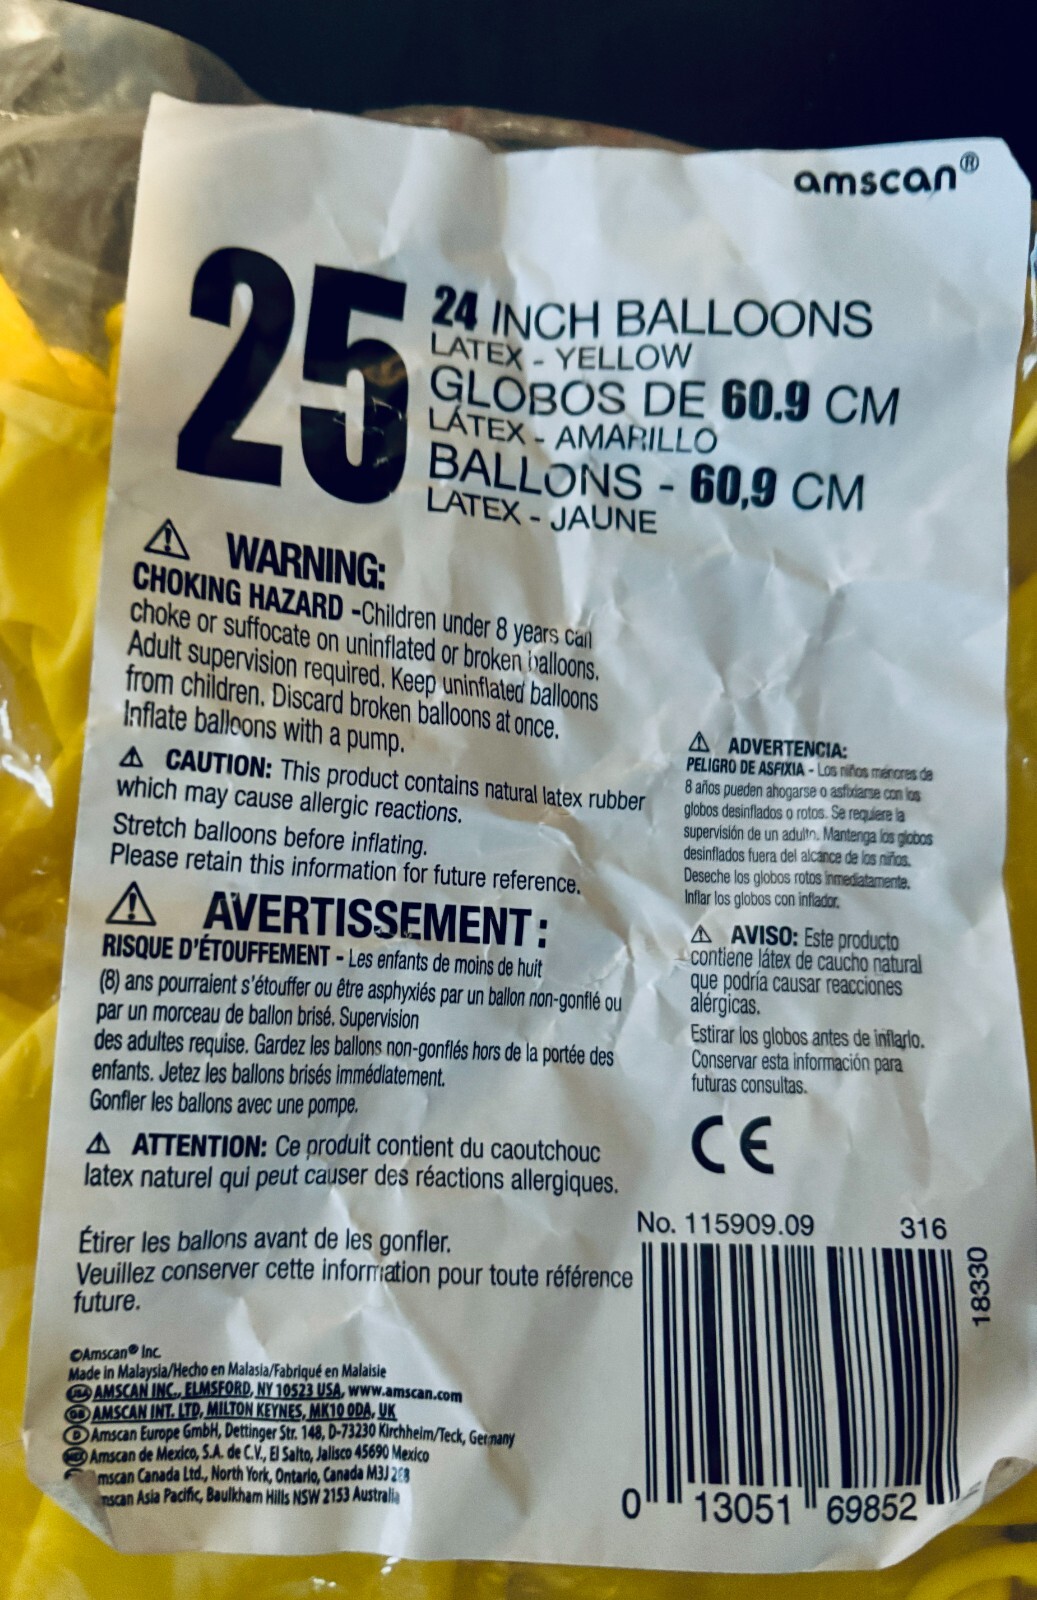 amscan®
25
24 INCH BALLOONS
LATEX - YELLOW
GLOBOS DE 60.9 CM
LÁTEX - AMARILLO
BALLONS - 60,9 CM
LATEX - JAUNE
⚠ WARNING:
CHOKING HAZARD -Children under 8 years can
choke or suffocate on uninflated or broken balloons.
Adult supervision required. Keep uninflated balloons
from children. Discard broken balloons at once.
Inflate balloons with a pump.
⚠ CAUTION: This product contains natural latex rubber
which may cause allergic reactions.
Stretch balloons before inflating.
Please retain this information for future reference.
⚠ AVERTISSEMENT :
RISQUE D'ÉTOUFFEMENT - Les enfants de moins de huit
(8) ans pourraient s'étouffer ou être asphyxiés par un ballon non-gonflé ou
par un morceau de ballon brisé. Supervision
des adultes requise. Gardez les ballons non-gonflés hors de la portée des
enfants. Jetez les ballons brisés immédiatement.
Gonfler les ballons avec une pompe.
⚠ ATTENTION: Ce produit contient du caoutchouc
latex naturel qui peut causer des réactions allergiques.
Étirer les ballons avant de les gonfler.
Veuillez conserver cette information pour toute référence
future.
⚠ ADVERTENCIA:
PELIGRO DE ASFIXIA - Los niños menores de
8 años pueden ahogarse o asfixiarse con los
globos desinflados o rotos. Se requiere la
supervisión de un adulto. Mantenga los globos
desinflados fuera del alcance de los niños.
Deseche los globos rotos inmediatamente.
Inflar los globos con inflador.
⚠ AVISO: Este producto
contiene látex de caucho natural
que podría causar reacciones
alérgicas.
Estirar los globos antes de inflarlo.
Conservar esta información para
futuras consultas.
CE
No. 115909.09 316
18330
0 13051 69852
©Amscan® Inc.
Made in Malaysia/Hecho en Malasia/Fabriqué en Malaisie
USA AMSCAN INC., ELMSFORD, NY 10523 USA, www.amscan.com
GB AMSCAN INT. LTD, MILTON KEYNES, MK10 0DA, UK
D Amscan Europe GmbH, Dettinger Str. 148, D-73230 Kirchheim/Teck, Germany
MEX Amscan de Mexico, S.A. de C.V., El Salto, Jalisco 45690 Mexico
mscan Canada Ltd., North York, Ontario, Canada M3J
mscan Asia Pacific, Baulkham Hills NSW 2153 Australia